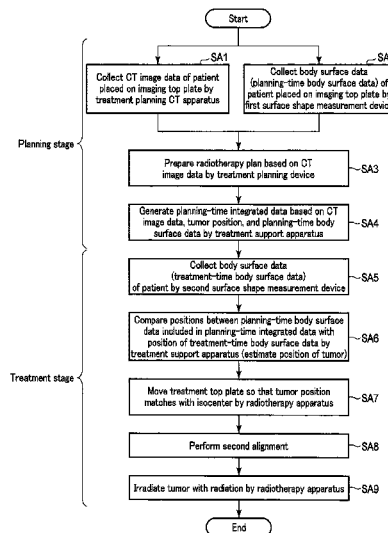 Start
SA1
Collect CT image data of patient
placed on imaging top plate by
treatment planning CT apparatus
SA
Collect body surface data
(planning-time body surface data) of
patient placed on imaging top plate by
first surface shape measurement device
Planning stage
Prepare radiotherapy plan based on CT
image data by treatment planning device
SA3
Generate planning-time integrated data based on CT
image data, tumor position, and planning-time body
surface data by treatment support apparatus
SA4
Collect body surface data
(treatment-time body surface data)
of patient by second surface shape measurement device
SA5
Compare positions between planning-time body surface
data included in planning-time integrated data with
position of treatment-time body surface data by
treatment support apparatus (estimate position of tumor)
SA6
Treatment stage
Move treatment top plate so that tumor position
matches with isocenter by radiotherapy apparatus
SA7
Perform second alignment
SA8
Irradiate tumor with radiation by radiotherapy apparatus
SA9
End